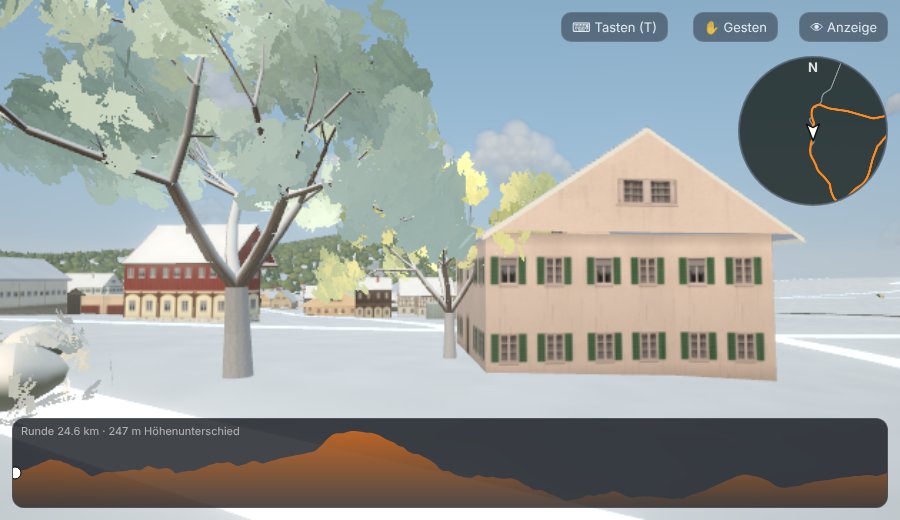 ⌨ Tasten (T)
✋ Gesten
👁 Anzeige
N
Runde 24.6 km · 247 m Höhenunterschied